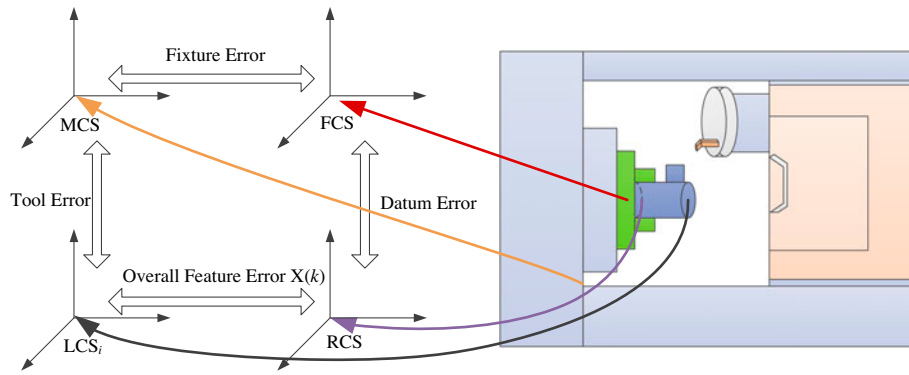 Fixture Error
MCS
FCS
Tool Error
Datum Error
Overall Feature Error X(k)
LCSi
RCS